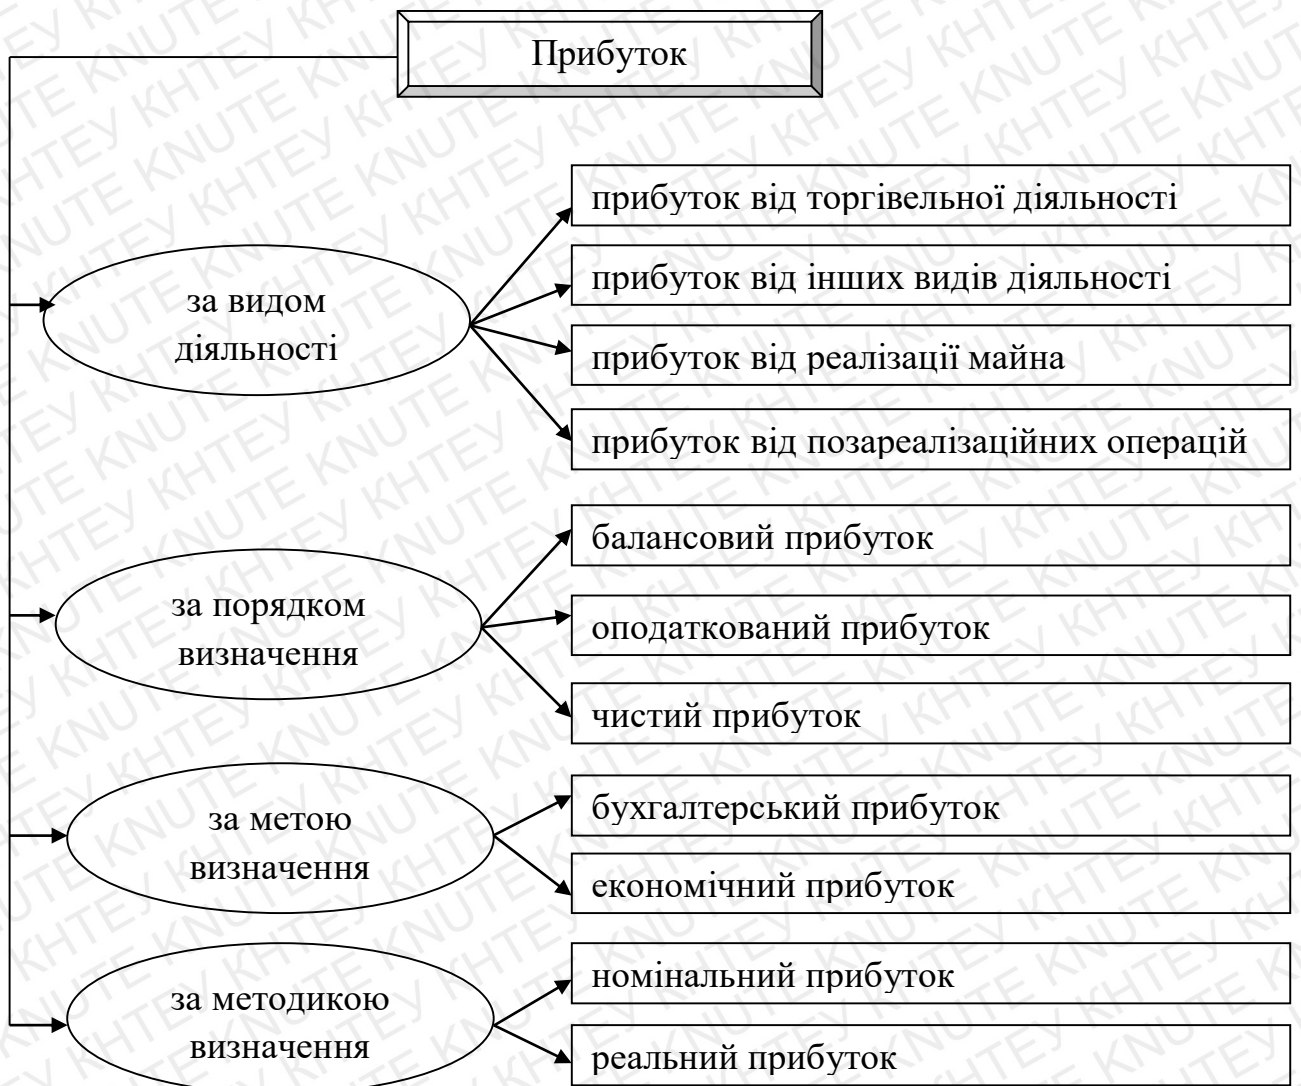 Прибуток
за видом
діяльності
прибуток від торгівельної діяльності
прибуток від інших видів діяльності
прибуток від реалізації майна
прибуток від позареалізаційних операцій
за порядком
визначення
балансовий прибуток
оподаткований прибуток
чистий прибуток
за метою
визначення
бухгалтерський прибуток
економічний прибуток
за методикою
визначення
номінальний прибуток
реальний прибуток